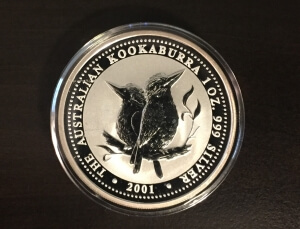 THE AUSTRALIAN KOOKABURRA 1 OZ. 999 SILVER
2001